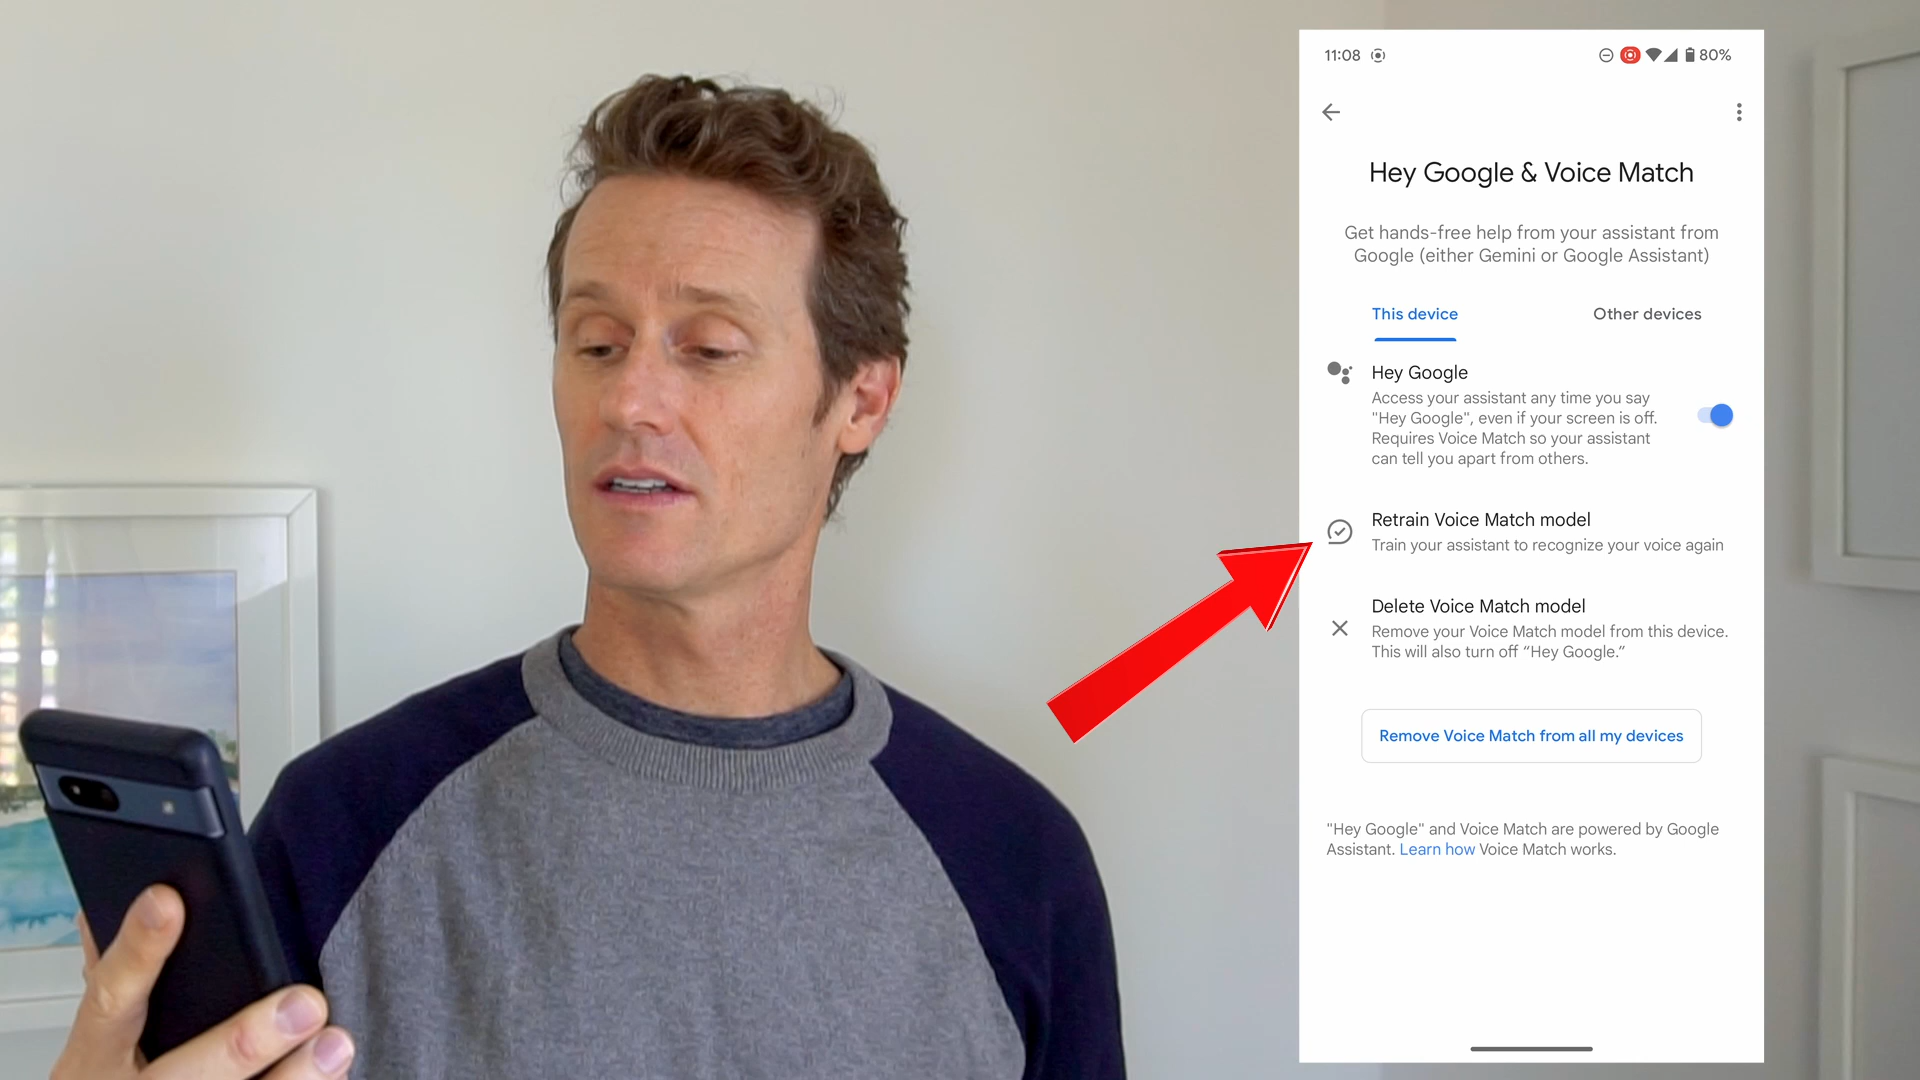 11:08
80%
Hey Google & Voice Match
Get hands-free help from your assistant from
Google (either Gemini or Google Assistant)
This device
Other devices
Hey Google
Access your assistant any time you say
"Hey Google", even if your screen is off.
Requires Voice Match so your assistant
can tell you apart from others.
Retrain Voice Match model
Train your assistant to recognize your voice again
Delete Voice Match model
Remove your Voice Match model from this device.
This will also turn off “Hey Google.”
Remove Voice Match from all my devices
"Hey Google" and Voice Match are powered by Google
Assistant. Learn how Voice Match works.